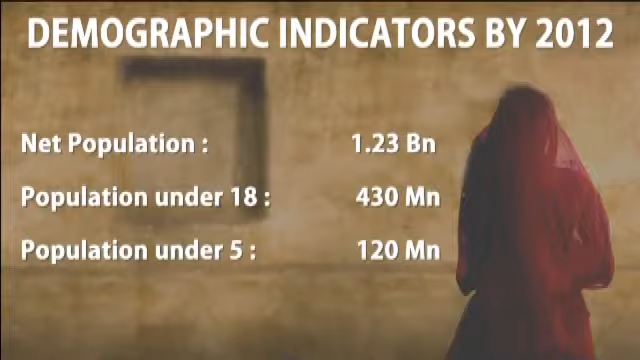 DEMOGRAPHIC INDICATORS BY 2012
Net Population : 1.23 Bn
Population under 18 : 430 Mn
Population under 5 : 120 Mn